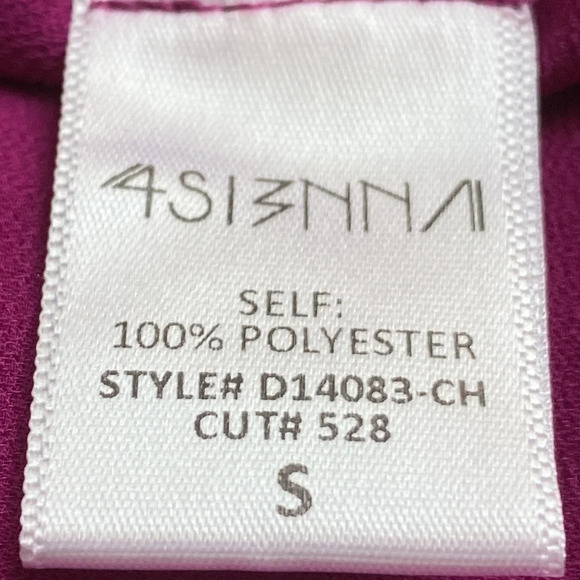 4SIENNA
SELF:
100% POLYESTER
STYLE# D14083-CH
CUT# 528
S